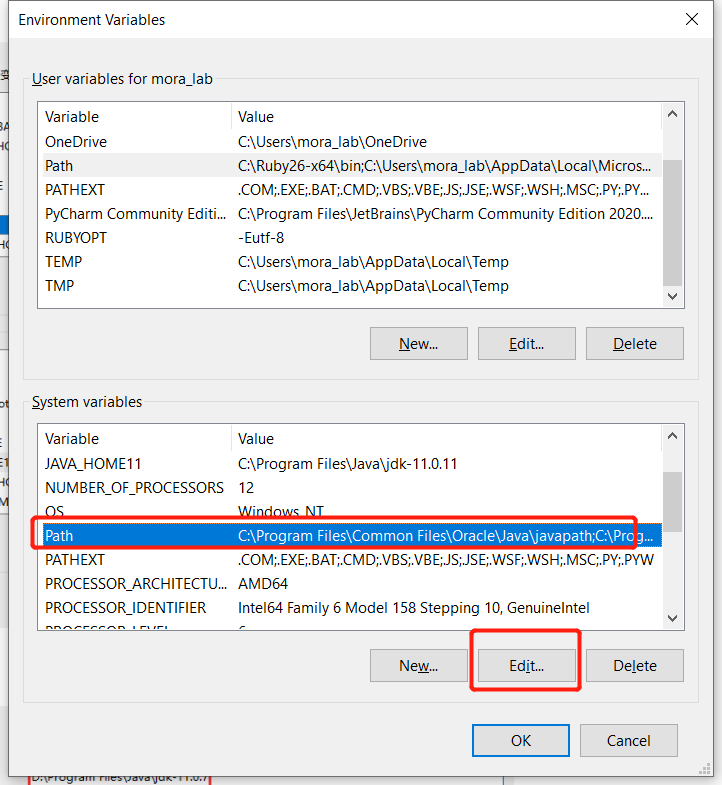 Environment Variables
User variables for mora_lab
Variable Value
OneDrive C:\Users\mora_lab\OneDrive
Path C:\Ruby26-x64\bin;C:\Users\mora_lab\AppData\Local\Micros...
PATHEXT .COM;.EXE;.BAT;.CMD;.VBS;.VBE;JS;JSE;.WSF;.WSH;.MSC;.PY;.PY...
PyCharm Community Editi... C:\Program Files\JetBrains\PyCharm Community Edition 2020....
RUBYOPT -Eutf-8
TEMP C:\Users\mora_lab\AppData\Local\Temp
TMP C:\Users\mora_lab\AppData\Local\Temp
New... Edit... Delete
System variables
Variable Value
JAVA_HOME11 C:\Program Files\Java\jdk-11.0.11
NUMBER_OF_PROCESSORS 12
OS Windows_NT
Path C:\Program Files\Common Files\Oracle\Java\javapath;C:\Prog...
PATHEXT .COM;.EXE;.BAT;.CMD;.VBS;.VBE;.JS;.JSE;.WSF;.WSH;.MSC;.PY;.PYW
PROCESSOR_ARCHITECTU... AMD64
PROCESSOR_IDENTIFIER Intel64 Family 6 Model 158 Stepping 10, GenuineIntel
PROCESSOR_LEVEL 6
New... Edit... Delete
OK Cancel
D:\Program Files\Java\jdk-11.0.7